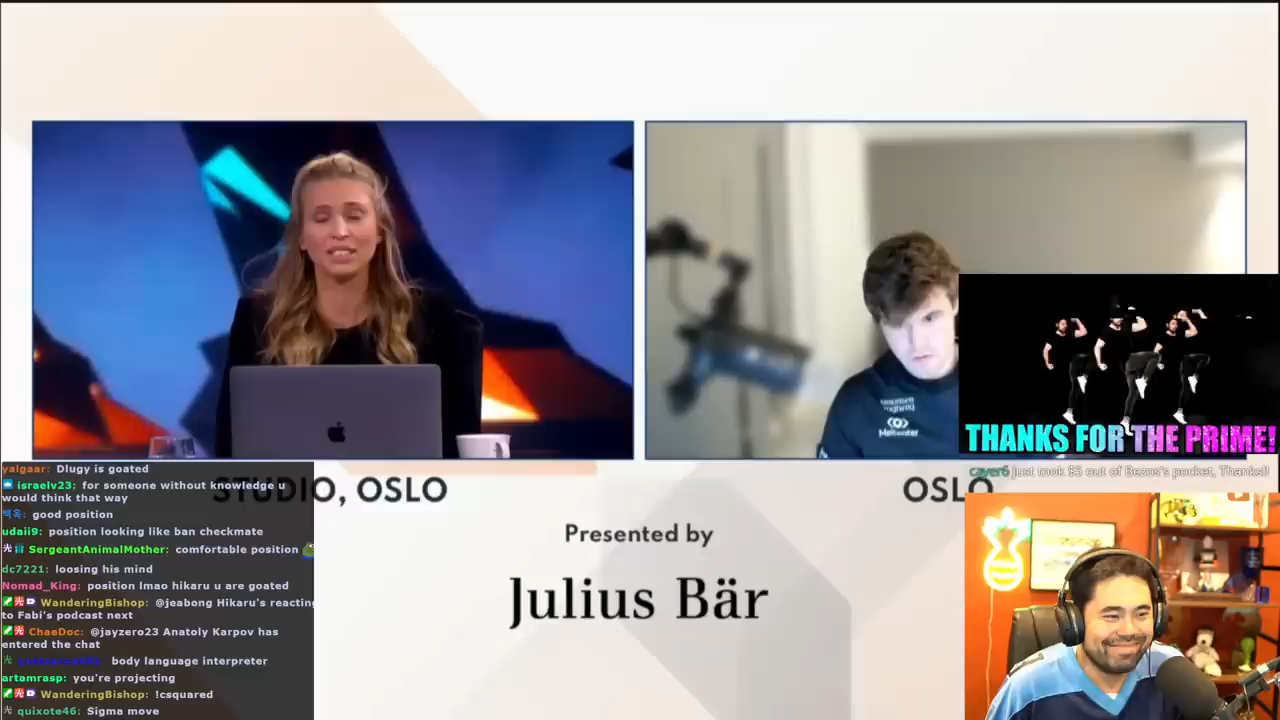 Meltwater
THANKS FOR THE PRIME!
cayer6 just took $5 out of Bezos's pocket, Thanks!!
STUDIO, OSLO
OSLO
Presented by
Julius Bär
yalgaar: Dlugy is goated
israelv23: for someone without knowledge u
would think that way
백옥: good position
udaii9: position looking like ban checkmate
SergeantAnimalMother: comfortable position
dc7221: loosing his mind
Nomad_King: position lmao hikaru u are goated
WanderingBishop: @jeabong Hikaru's reacting
to Fabi's podcast next
ChaeDoc: @jayzero23 Anatoly Karpov has
entered the chat
body language interpreter
artamrasp: you're projecting
WanderingBishop: !csquared
quixote46: Sigma move